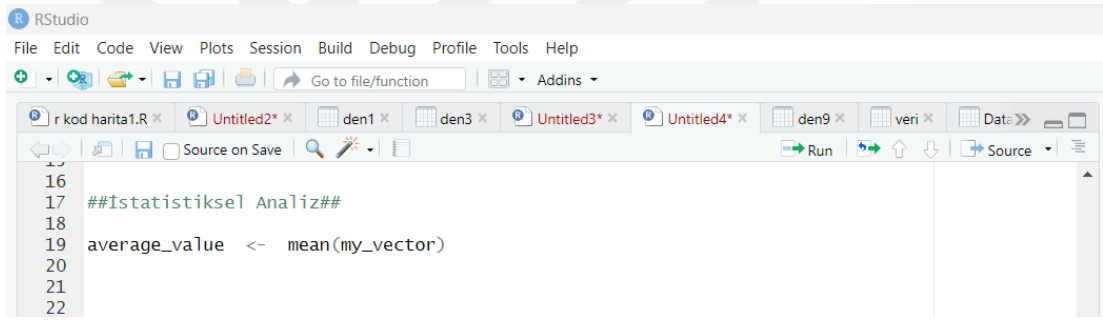 RStudio
File Edit Code View Plots Session Build Debug Profile Tools Help
Go to file/function Addins
r kod harita1.R Untitled2* den1 den3 Untitled3* Untitled4* den9 veri Data
Source on Save Run Source
15
16
17 ##İstatistiksel Analiz##
18
19 average_value <- mean(my_vector)
20
21
22